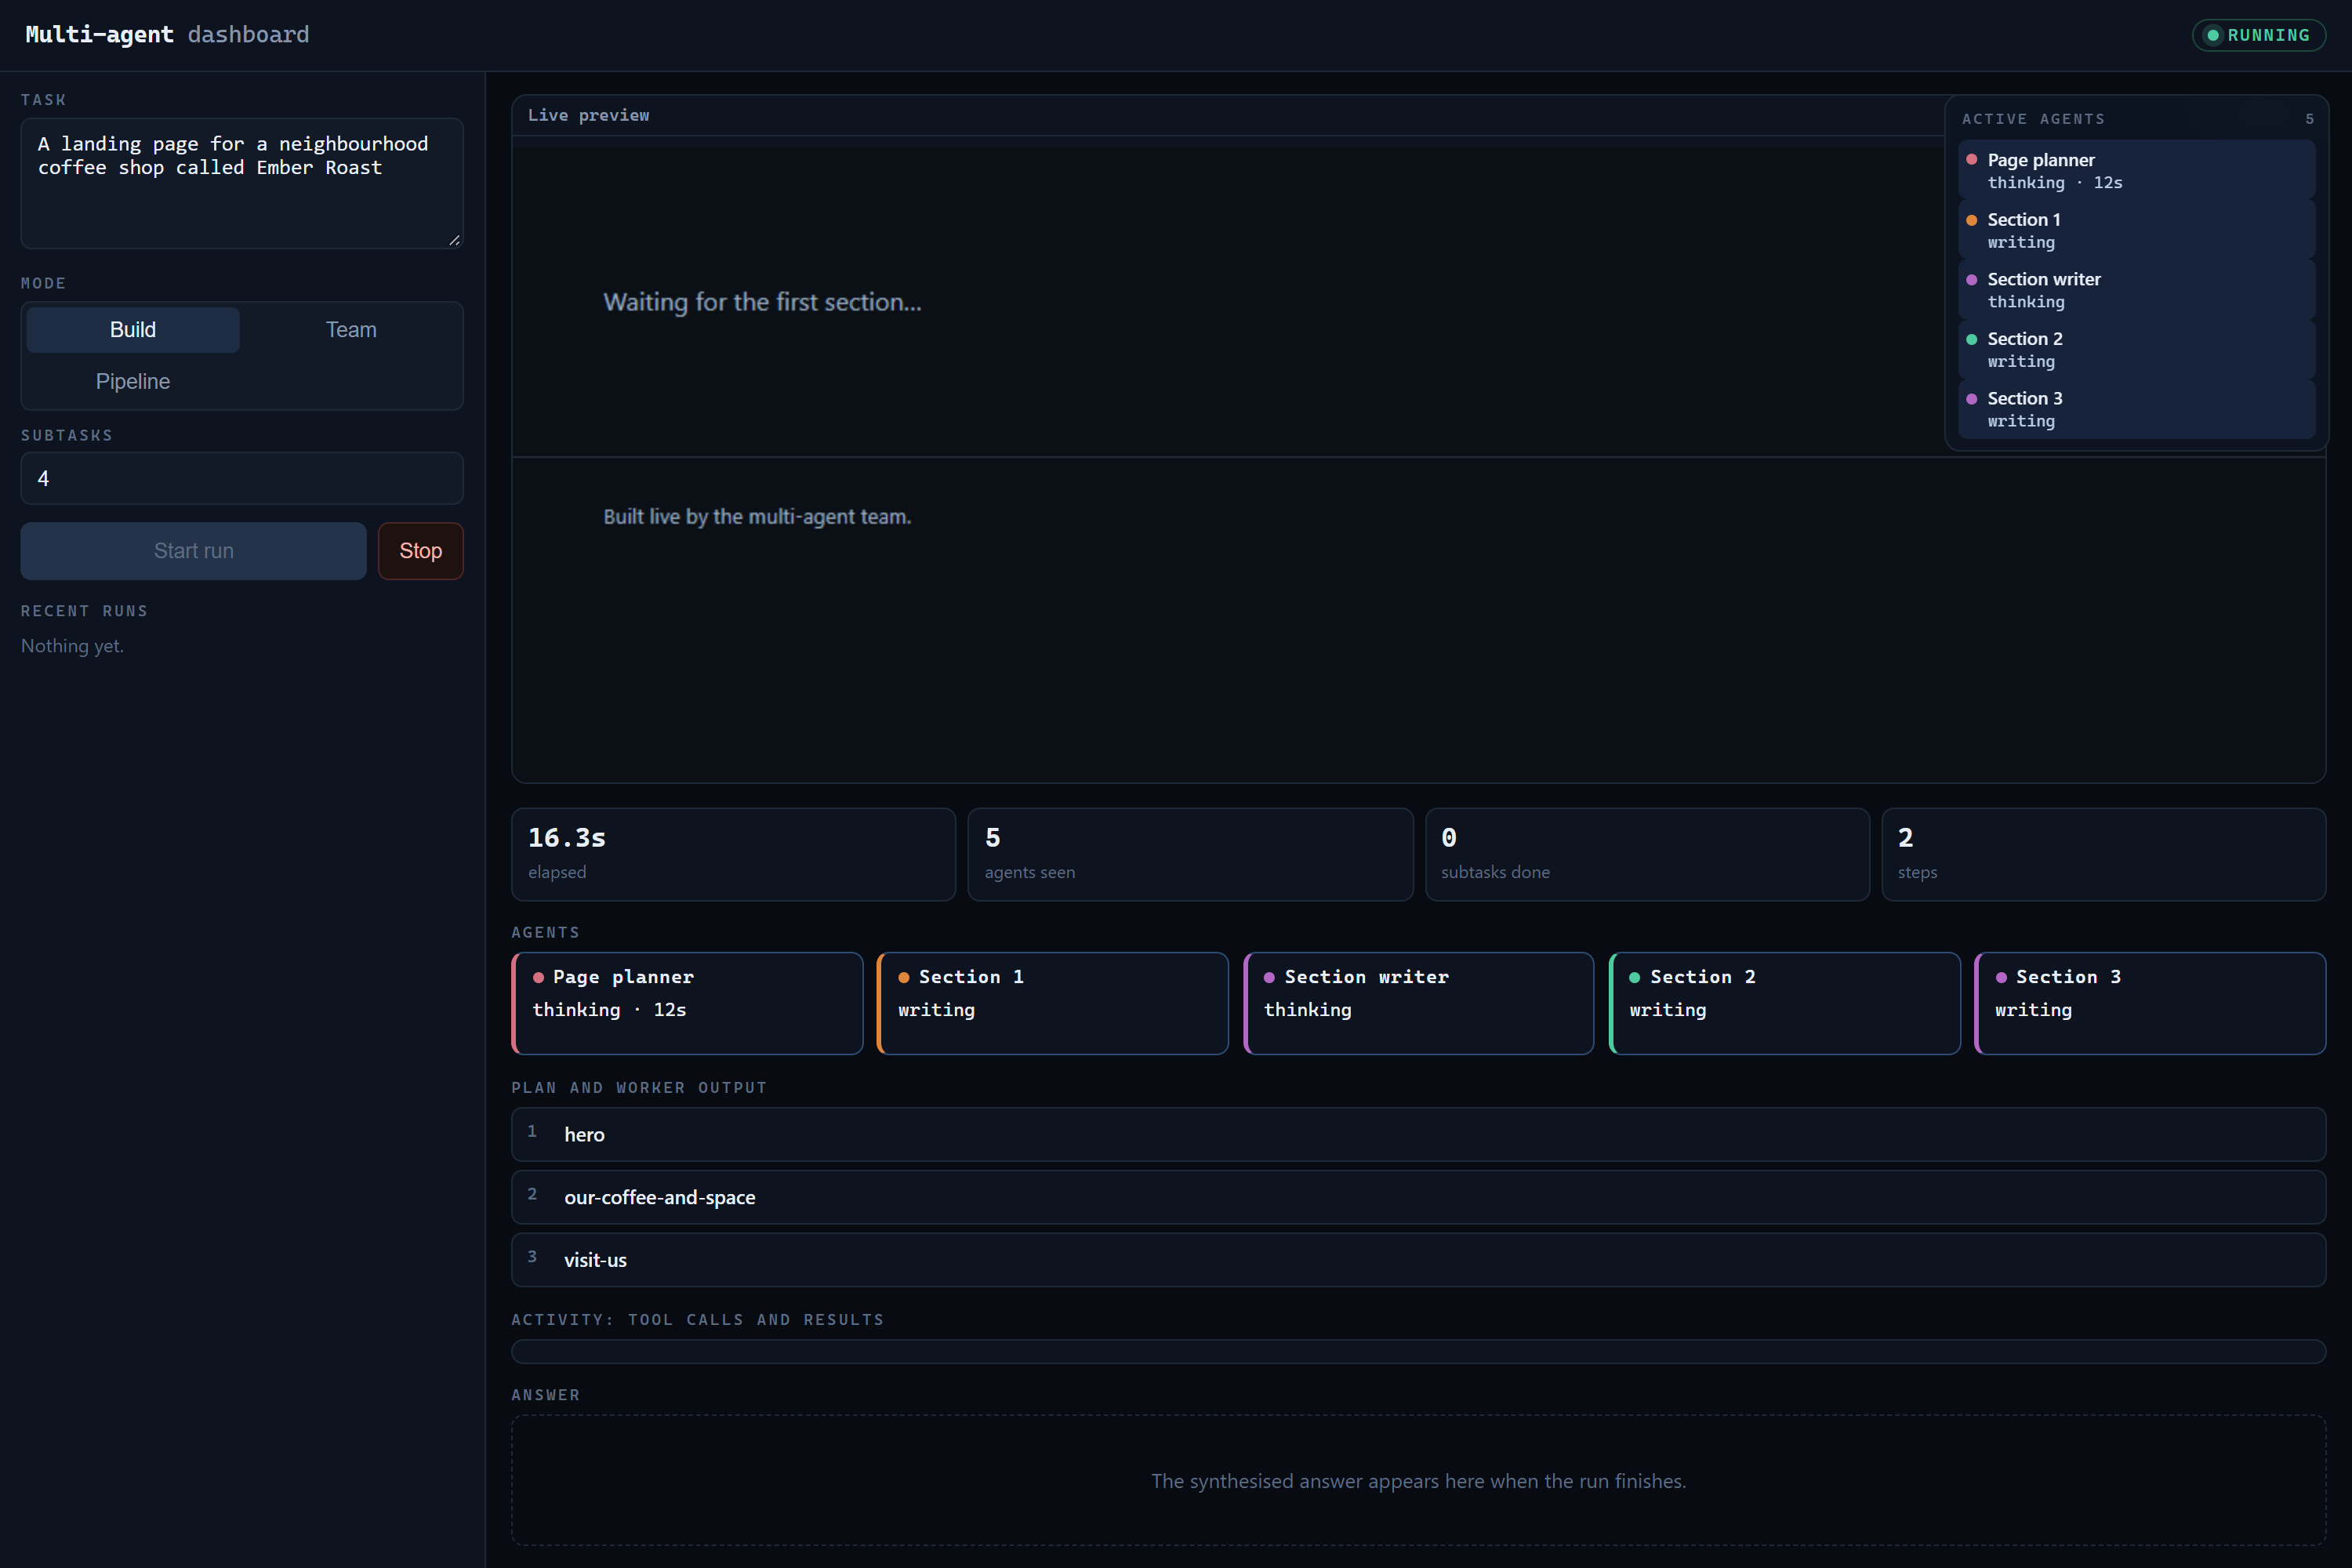 Multi-agent dashboard
RUNNING
TASK
A landing page for a neighbourhood
coffee shop called Ember Roast
MODE
Build
Team
Pipeline
SUBTASKS
4
Start run
Stop
RECENT RUNS
Nothing yet.
Live preview
Waiting for the first section...
Built live by the multi-agent team.
ACTIVE AGENTS 5
Page planner
thinking · 12s
Section 1
writing
Section writer
thinking
Section 2
writing
Section 3
writing
16.3s
elapsed
5
agents seen
0
subtasks done
2
steps
AGENTS
Page planner
thinking · 12s
Section 1
writing
Section writer
thinking
Section 2
writing
Section 3
writing
PLAN AND WORKER OUTPUT
1 hero
2 our-coffee-and-space
3 visit-us
ACTIVITY: TOOL CALLS AND RESULTS
ANSWER
The synthesised answer appears here when the run finishes.